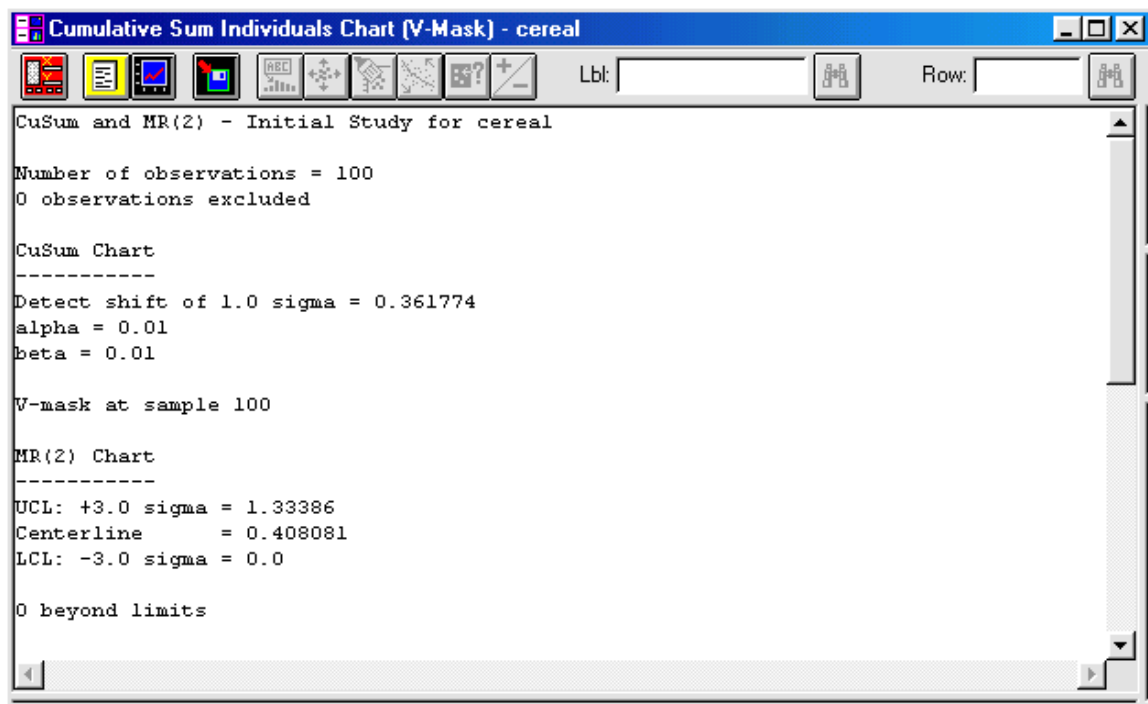 Cumulative Sum Individuals Chart (V-Mask) - cereal
Lbl: Row:
CuSum and MR(2) - Initial Study for cereal
Number of observations = 100
0 observations excluded
CuSum Chart
-----------
Detect shift of 1.0 sigma = 0.361774
alpha = 0.01
beta = 0.01
V-mask at sample 100
MR(2) Chart
-----------
UCL: +3.0 sigma = 1.33386
Centerline = 0.408081
LCL: -3.0 sigma = 0.0
0 beyond limits